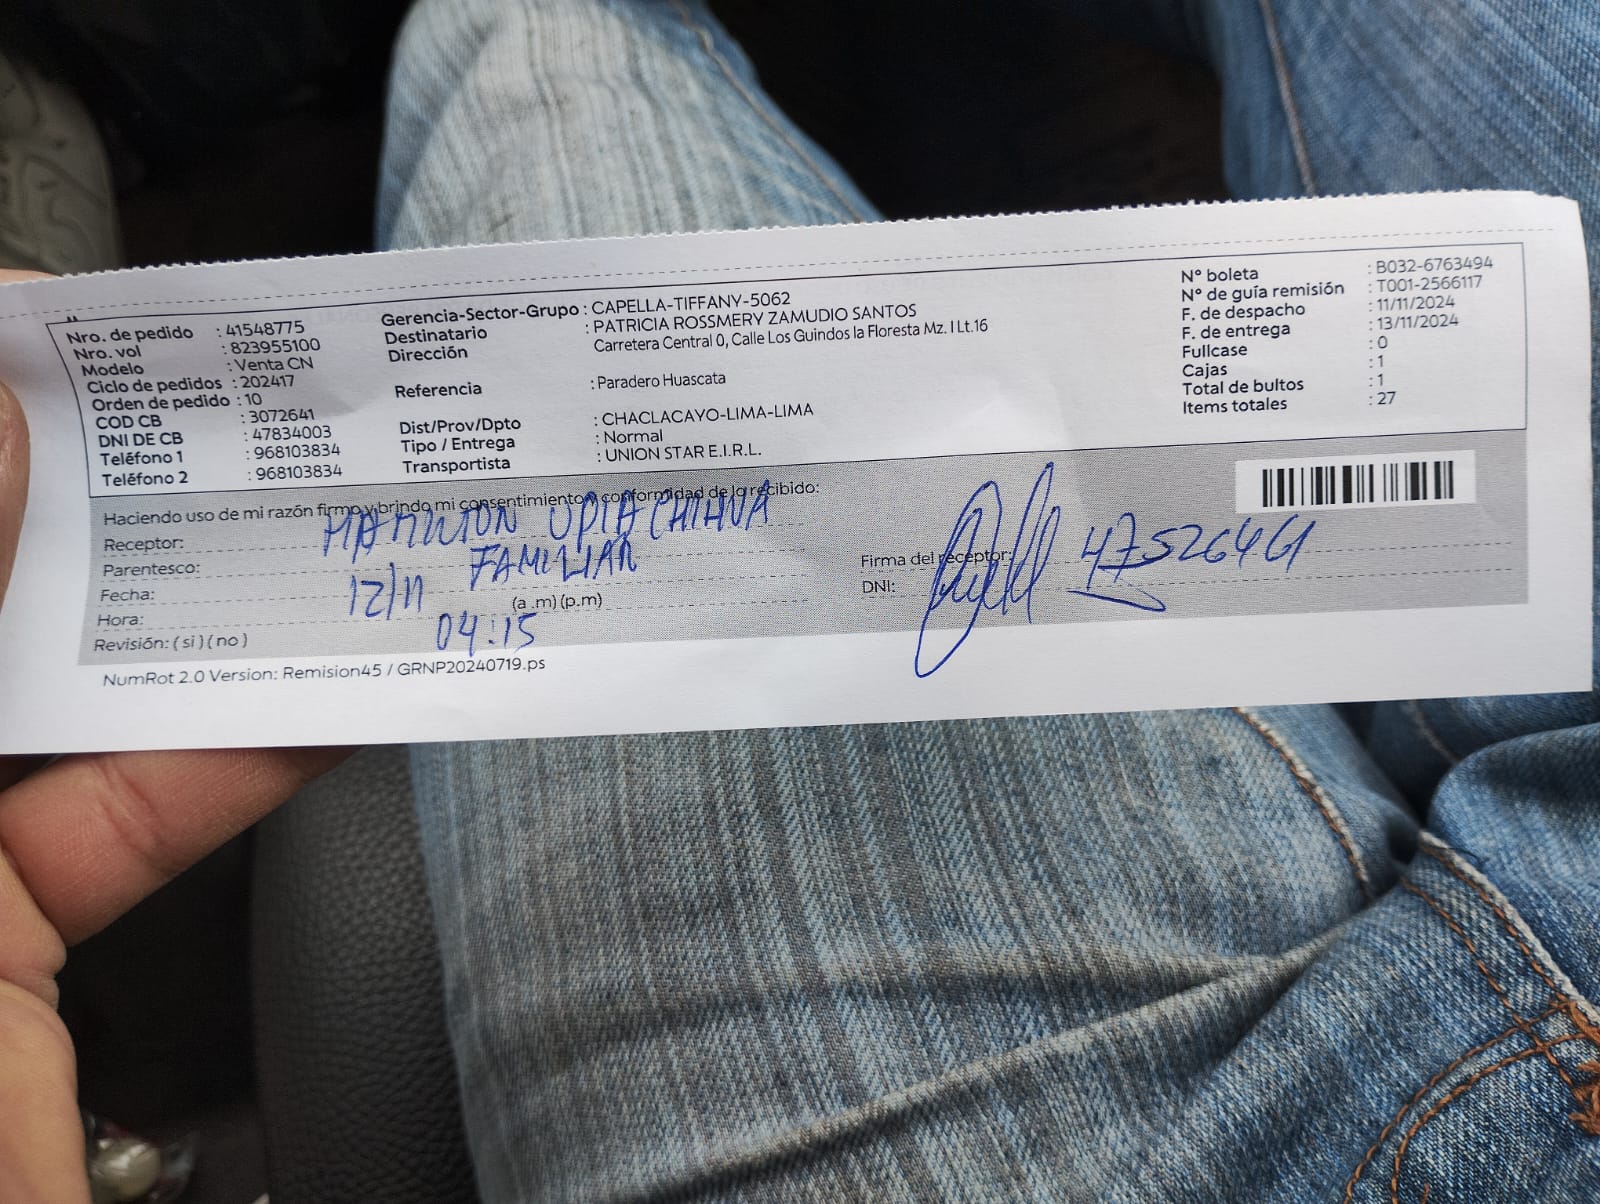 Nro. de pedido : 41548775
Nro. vol : 823955100
Modelo : Venta CN
Ciclo de pedidos : 202417
Orden de pedido : 10
COD CB : 3072641
DNI DE CB : 47834003
Teléfono 1 : 968103834
Teléfono 2 : 968103834
Gerencia-Sector-Grupo : CAPELLA-TIFFANY-5062
Destinatario : PATRICIA ROSSMERY ZAMUDIO SANTOS
Dirección Carretera Central 0, Calle Los Guindos la Floresta Mz. I Lt.16
Referencia : Paradero Huascata
Dist/Prov/Dpto : CHACLACAYO-LIMA-LIMA
Tipo / Entrega : Normal
Transportista : UNION STAR E.I.R.L.
N° boleta : B032-6763494
N° de guía remisión : T001-2566117
F. de despacho : 11/11/2024
F. de entrega : 13/11/2024
Fullcase : 0
Cajas : 1
Total de bultos : 1
Items totales : 27
Haciendo uso de mi razón firmo y brindo mi consentimiento y conformidad de lo recibido:
Receptor:
Parentesco: FAMILIAR
Fecha: 12/11
Hora: (a .m) (p.m) 04:15
Revisión: ( si ) ( no )
Firma del receptor:
DNI: 47526461
NumRot 2.0 Version: Remision45 / GRNP20240719.ps